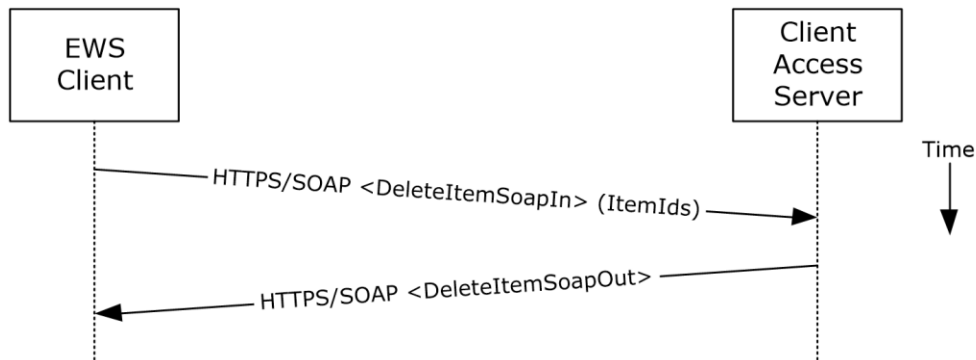 EWS
Client
Client
Access
Server
Time
HTTPS/SOAP <DeleteItemSoapIn> (ItemIds)
HTTPS/SOAP <DeleteItemSoapOut>